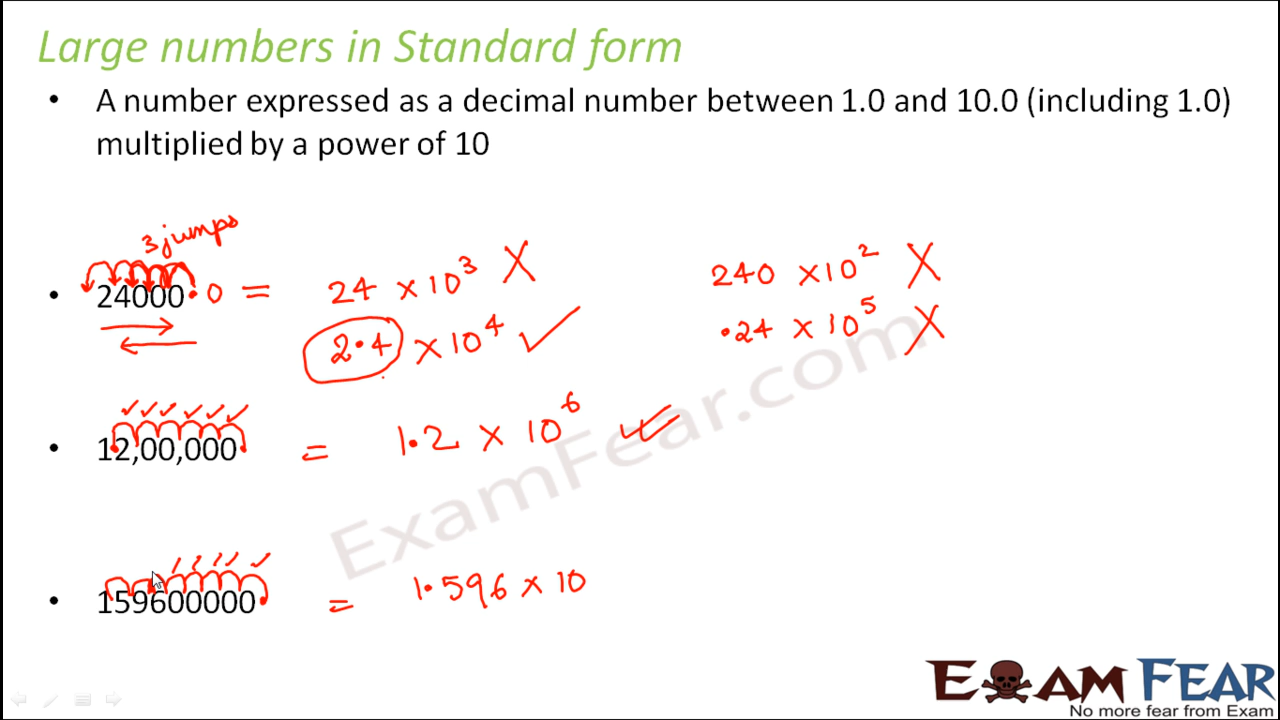 Large numbers in Standard form
• A number expressed as a decimal number between 1.0 and 10.0 (including 1.0)
multiplied by a power of 10
3 jumps
• 24000.0 = 24 × 10³ X 240 × 10² X
2.4 × 10⁴ ✓ .24 × 10⁵ X
• 12,00,000 = 1.2 × 10⁶ ✓
• 159600000 = 1.596 × 10
ExamFear.com
EXAM FEAR
No more fear from Exam